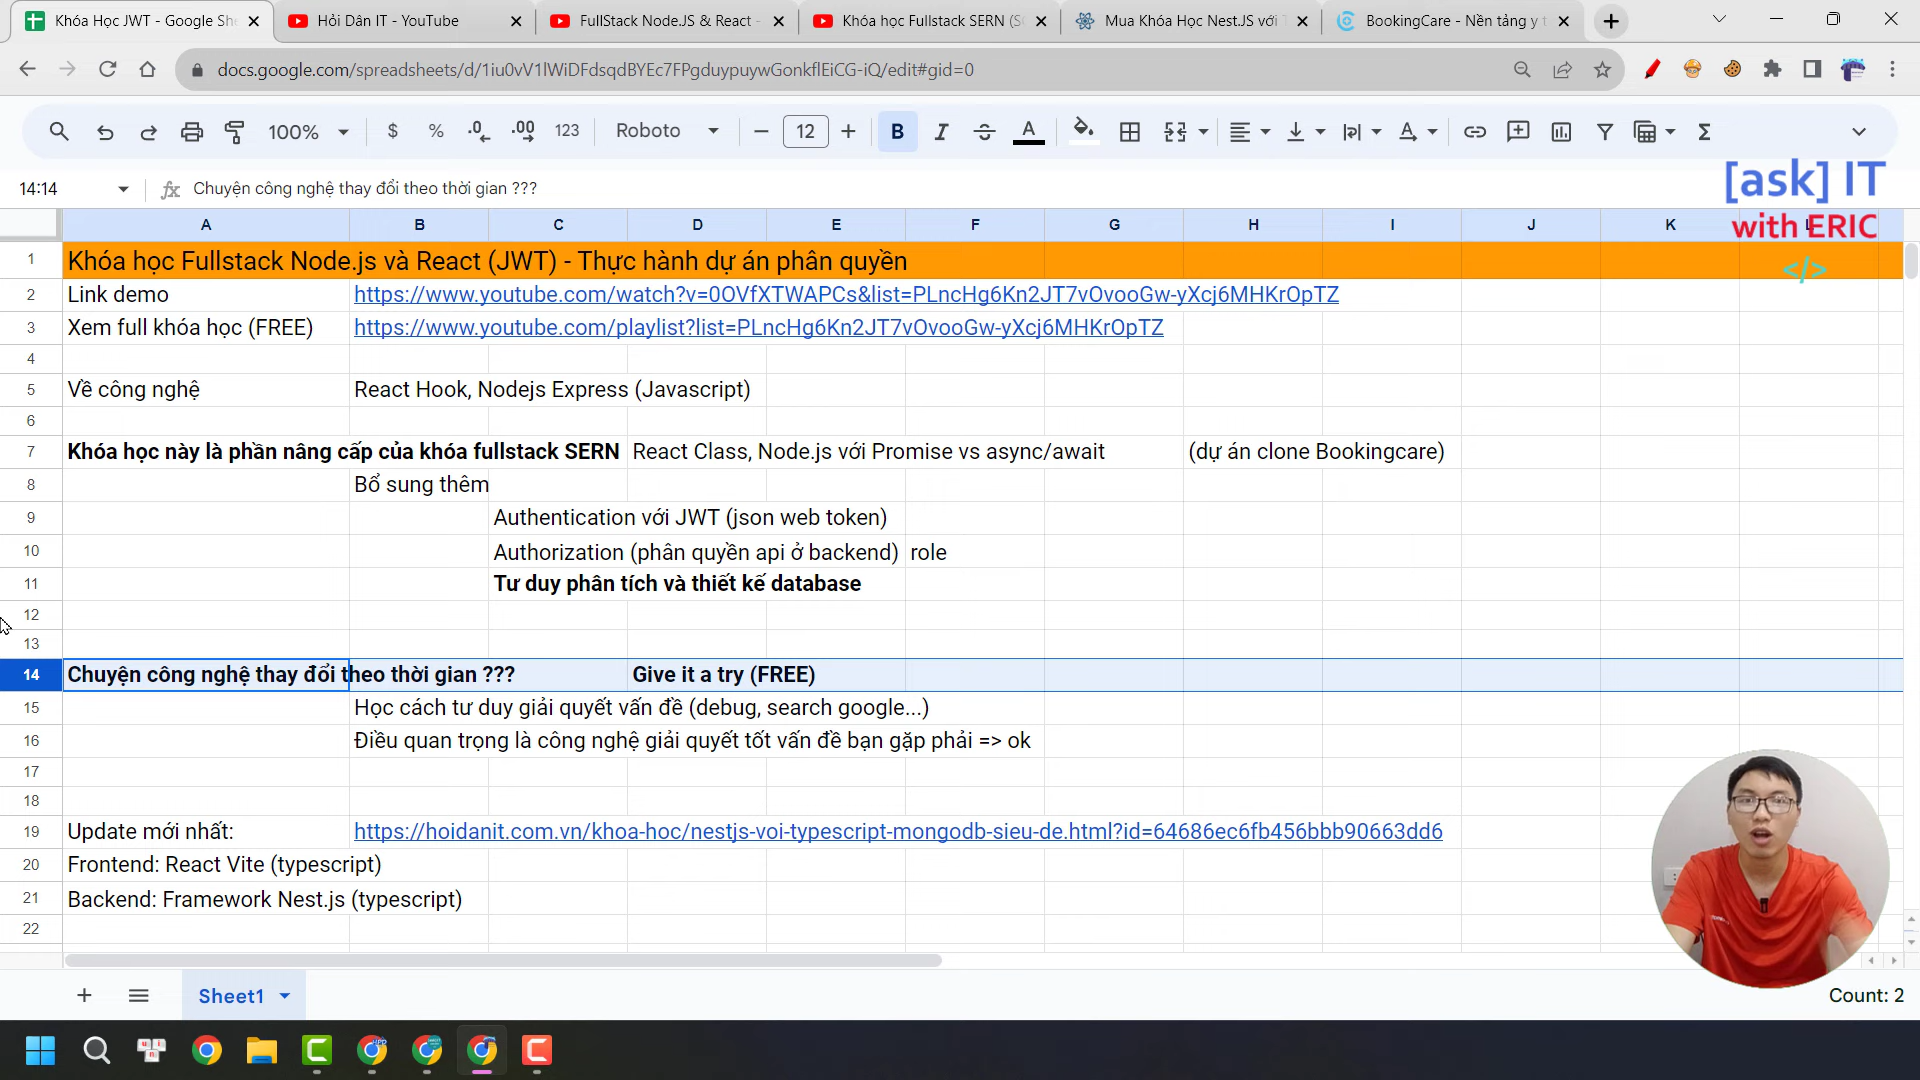 Khóa Học JWT - Google She
Hỏi Dân IT - YouTube
FullStack Node.JS & React -
Khóa học Fullstack SERN (S
Mua Khóa Học Nest.JS với T
BookingCare - Nền tảng y t
docs.google.com/spreadsheets/d/1iu0vV1lWiDFdsqdBYEc7FPgduypuywGonkflEiCG-iQ/edit#gid=0
100% $ % .0 .00 123 Roboto 12 B I A
14:14 fx Chuyện công nghệ thay đổi theo thời gian ???
[ask] IT
with ERIC
</>
A B C D E F G H I J K L
1 Khóa học Fullstack Node.js và React (JWT) - Thực hành dự án phân quyền
2 Link demo https://www.youtube.com/watch?v=0OVfXTWAPCs&list=PLncHg6Kn2JT7vOvooGw-yXcj6MHKrOpTZ
3 Xem full khóa học (FREE) https://www.youtube.com/playlist?list=PLncHg6Kn2JT7vOvooGw-yXcj6MHKrOpTZ
4
5 Về công nghệ React Hook, Nodejs Express (Javascript)
6
7 Khóa học này là phần nâng cấp của khóa fullstack SERN React Class, Node.js với Promise vs async/await (dự án clone Bookingcare)
8 Bổ sung thêm
9 Authentication với JWT (json web token)
10 Authorization (phân quyền api ở backend) role
11 Tư duy phân tích và thiết kế database
12
13
14 Chuyện công nghệ thay đổi theo thời gian ??? Give it a try (FREE)
15 Học cách tư duy giải quyết vấn đề (debug, search google...)
16 Điều quan trọng là công nghệ giải quyết tốt vấn đề bạn gặp phải => ok
17
18
19 Update mới nhất: https://hoidanit.com.vn/khoa-hoc/nestjs-voi-typescript-mongodb-sieu-de.html?id=64686ec6fb456bbb90663dd6
20 Frontend: React Vite (typescript)
21 Backend: Framework Nest.js (typescript)
22
Sheet1
Count: 2